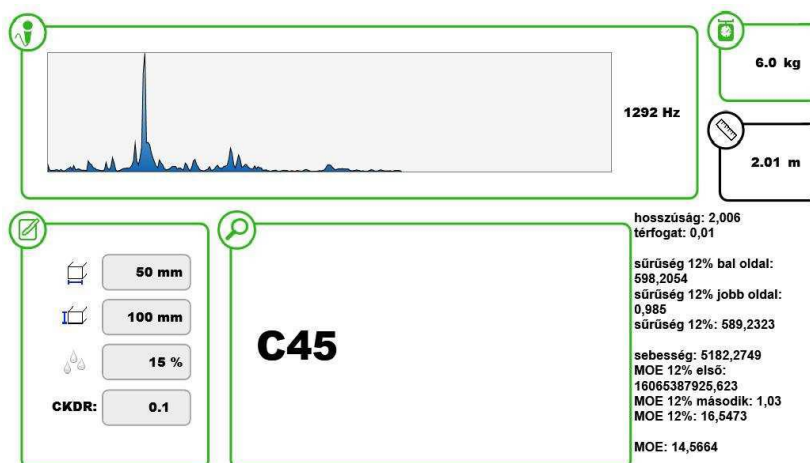 6.0 kg
1292 Hz
2.01 m
50 mm
100 mm
15 %
CKDR: 0.1
C45
hosszúság: 2,006
térfogat: 0,01
sűrűség 12% bal oldal:
598,2054
sűrűség 12% jobb oldal:
0,985
sűrűség 12%: 589,2323
sebesség: 5182,2749
MOE 12% első:
16065387925,623
MOE 12% második: 1,03
MOE 12%: 16,5473
MOE: 14,5664